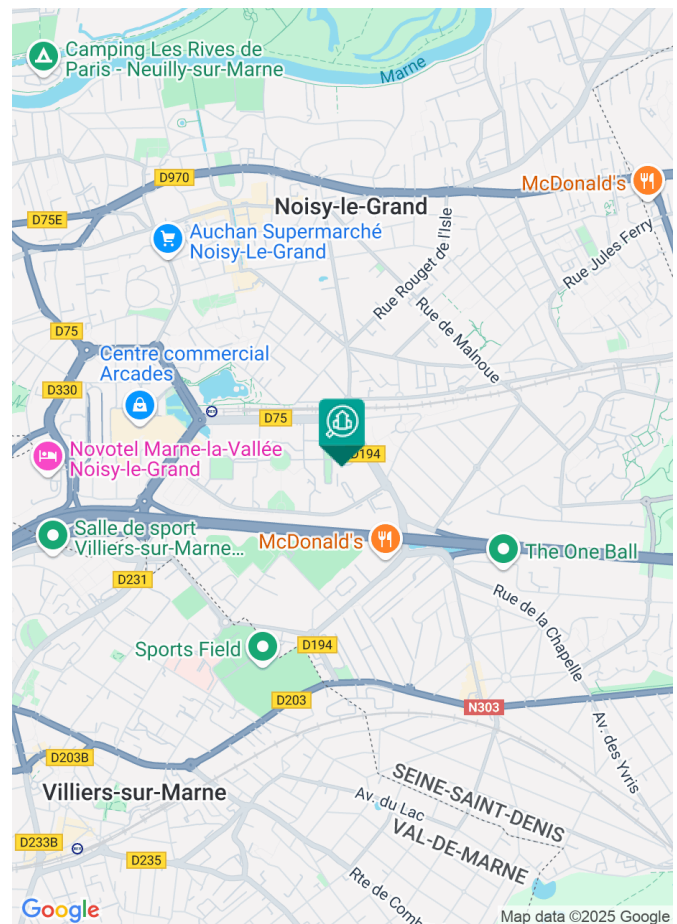 Camping Les Rives de
Paris - Neuilly-sur-Marne
Marne
D970
McDonald's
D75E
Noisy-le-Grand
Auchan Supermarché
Noisy-Le-Grand
Rue Rouget de l'Isle
Rue Jules Ferry
Rue de Malnoue
D75
Centre commercial
Arcades
D330
D75
D194
Novotel Marne-la-Vallée
Noisy-le-Grand
Salle de sport
Villiers-sur-Marne...
McDonald's
The One Ball
D231
Rue de la Chapelle
Sports Field
D194
D203
N303
Av. des Yvris
D203B
Villiers-sur-Marne
SEINE-SAINT-DENIS
Av. du Lac
VAL-DE-MARNE
D233B
D235
Rte de Comb
Google
Map data ©2025 Google